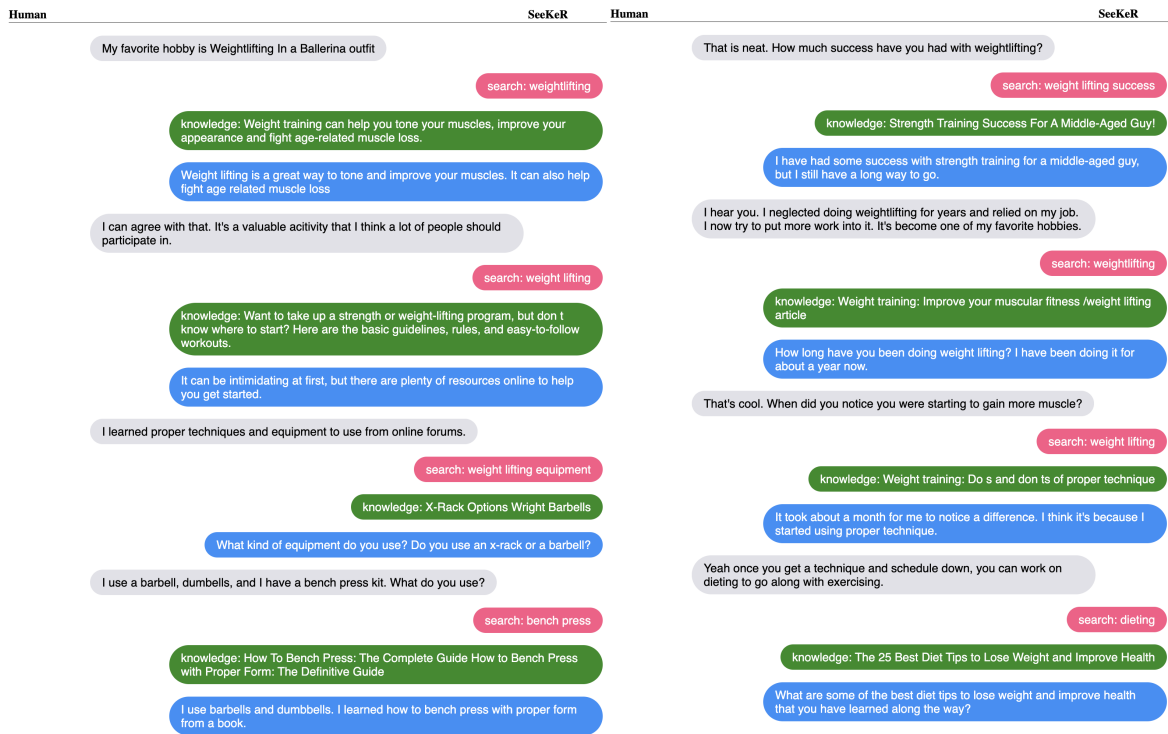 Human
SeeKeR
My favorite hobby is Weightlifting In a Ballerina outfit
search: weightlifting
knowledge: Weight training can help you tone your muscles, improve your
appearance and fight age-related muscle loss.
Weight lifting is a great way to tone and improve your muscles. It can also help
fight age related muscle loss
I can agree with that. It's a valuable acitivity that I think a lot of people should
participate in.
search: weight lifting
knowledge: Want to take up a strength or weight-lifting program, but don t
know where to start? Here are the basic guidelines, rules, and easy-to-follow
workouts.
It can be intimidating at first, but there are plenty of resources online to help
you get started.
I learned proper techniques and equipment to use from online forums.
search: weight lifting equipment
knowledge: X-Rack Options Wright Barbells
What kind of equipment do you use? Do you use an x-rack or a barbell?
I use a barbell, dumbells, and I have a bench press kit. What do you use?
search: bench press
knowledge: How To Bench Press: The Complete Guide How to Bench Press
with Proper Form: The Definitive Guide
I use barbells and dumbbells. I learned how to bench press with proper form
from a book.
Human
SeeKeR
That is neat. How much success have you had with weightlifting?
search: weight lifting success
knowledge: Strength Training Success For A Middle-Aged Guy!
I have had some success with strength training for a middle-aged guy,
but I still have a long way to go.
I hear you. I neglected doing weightlifting for years and relied on my job.
I now try to put more work into it. It's become one of my favorite hobbies.
search: weightlifting
knowledge: Weight training: Improve your muscular fitness /weight lifting
article
How long have you been doing weight lifting? I have been doing it for
about a year now.
That's cool. When did you notice you were starting to gain more muscle?
search: weight lifting
knowledge: Weight training: Do s and don ts of proper technique
It took about a month for me to notice a difference. I think it's because I
started using proper technique.
Yeah once you get a technique and schedule down, you can work on
dieting to go along with exercising.
search: dieting
knowledge: The 25 Best Diet Tips to Lose Weight and Improve Health
What are some of the best diet tips to lose weight and improve health
that you have learned along the way?